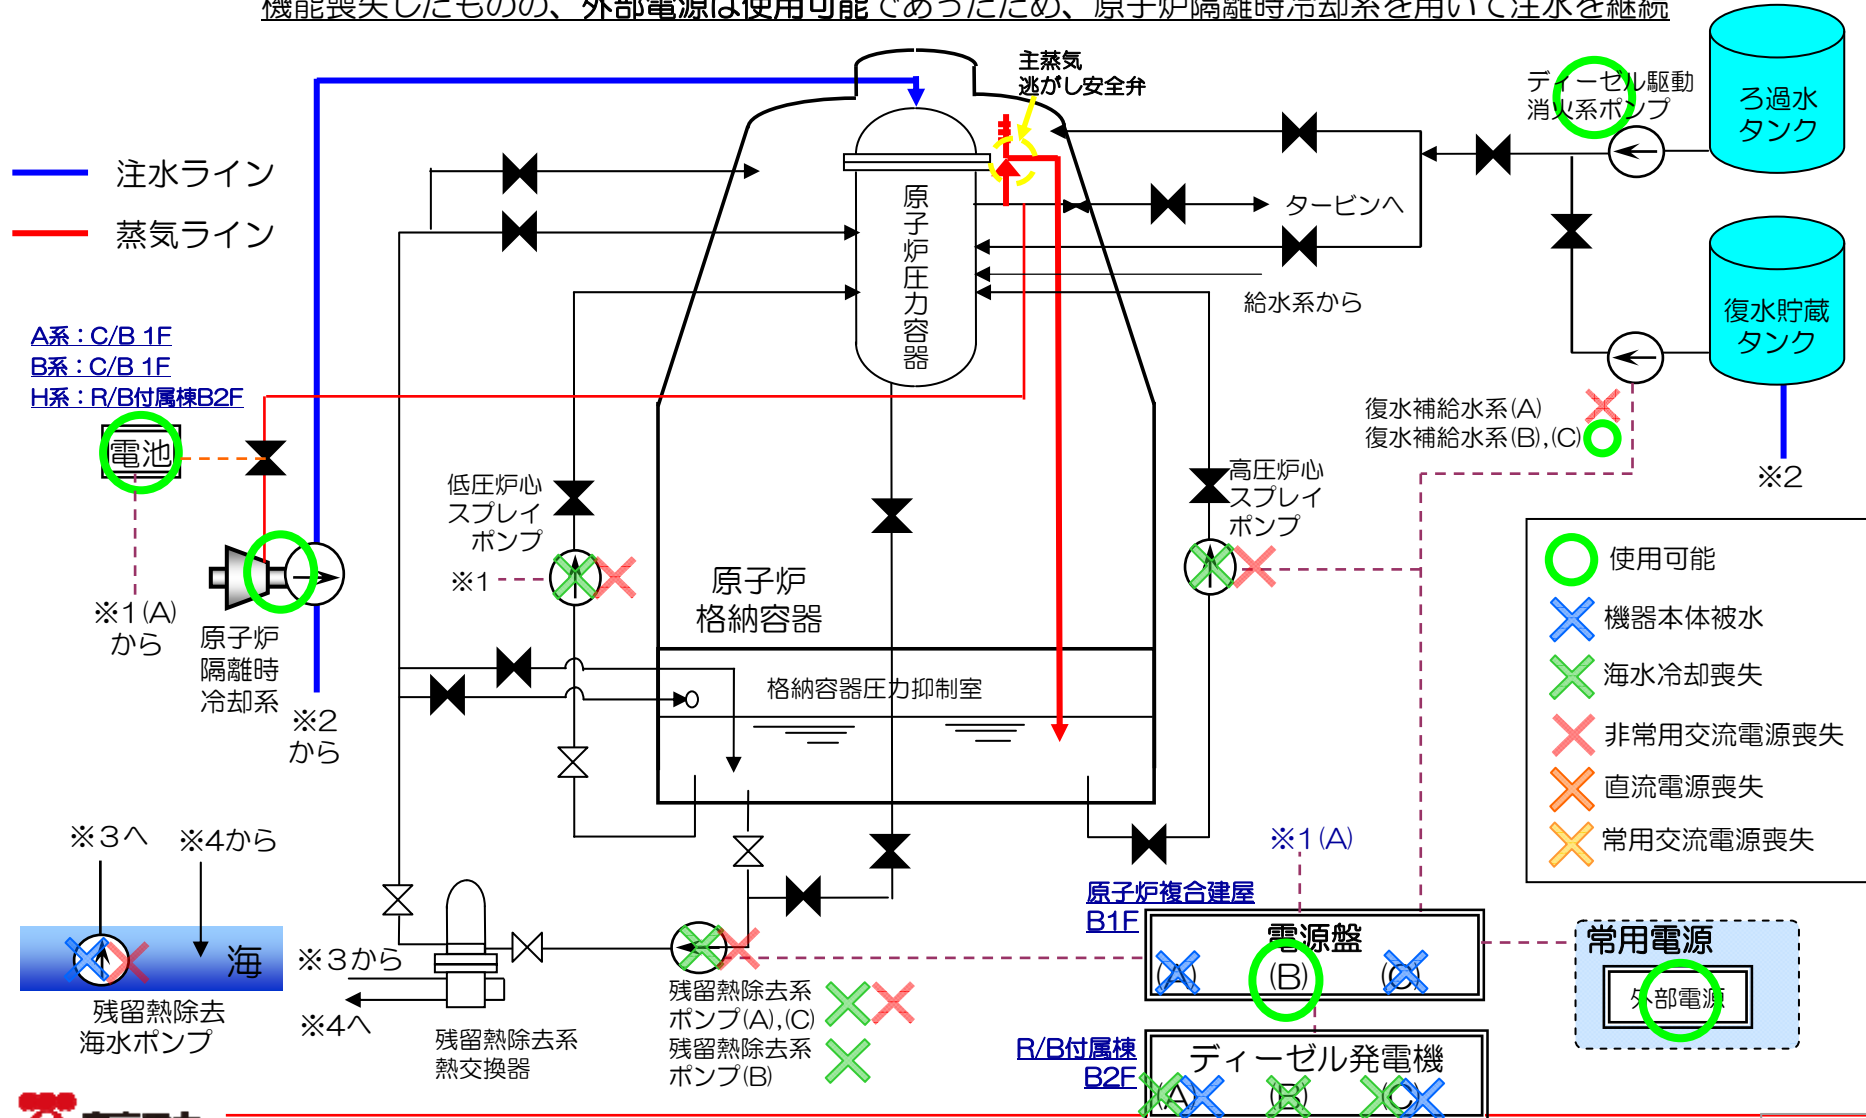 機能喪失したものの、外部電源は使用可能であったため、原子炉隔離時冷却系を用いて注水を継続
主蒸気
逃がし安全弁
ディーゼル駆動
消火系ポンプ
ろ過水
タンク
注水ライン
蒸気ライン
原子炉圧力容器
タービンへ
給水系から
復水貯蔵
タンク
A系：C/B 1F
B系：C/B 1F
H系：R/B付属棟B2F
電池
復水補給水系(A)
復水補給水系(B),(C)
※2
低圧炉心
スプレイ
ポンプ
※1
高圧炉心
スプレイ
ポンプ
※1(A)
から
原子炉
隔離時
冷却系
※2
から
原子炉
格納容器
格納容器圧力抑制室
使用可能
機器本体被水
海水冷却喪失
非常用交流電源喪失
直流電源喪失
常用交流電源喪失
※3へ
※4から
海
残留熱除去
海水ポンプ
※3から
※4へ
残留熱除去系
熱交換器
残留熱除去系
ポンプ(A),(C)
残留熱除去系
ポンプ(B)
※1(A)
原子炉複合建屋
B1F
電源盤
(A)
(B)
(C)
常用電源
外部電源
R/B付属棟
B2F
ディーゼル発電機
(A)
(B)
(C)